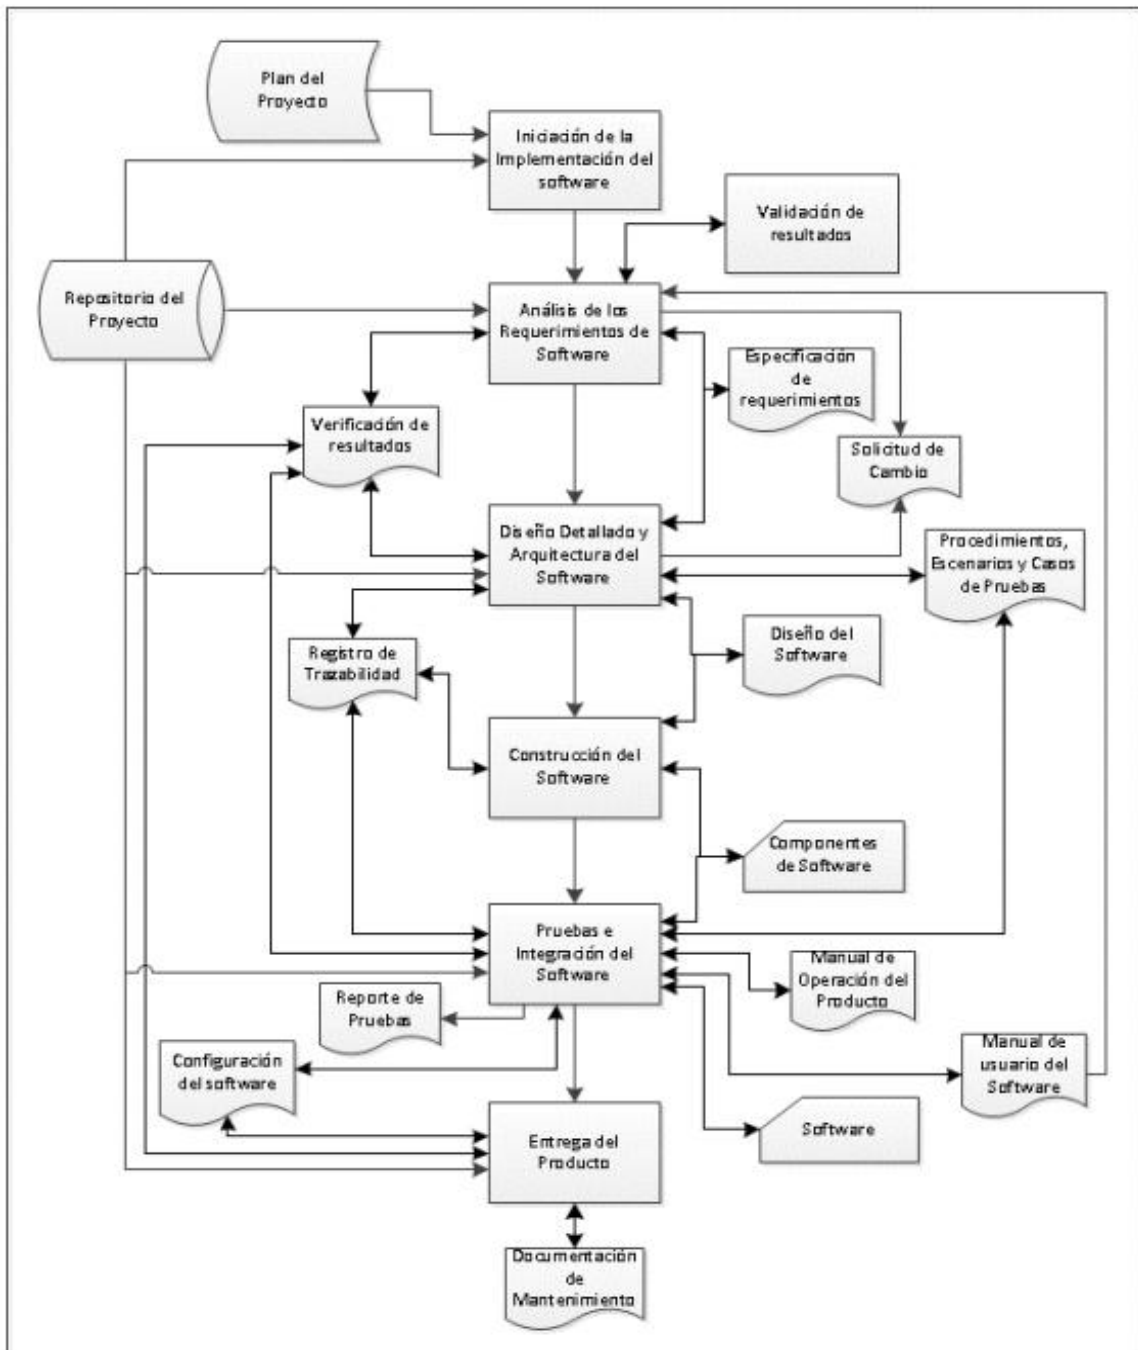 Plan del
Proyecto
Iniciación de la
Implementación del
software
Validación de
resultados
Repositorio del
Proyecto
Análisis de los
Requerimientos de
Software
Especificación
de
requerimientos
Verificación de
resultados
Solicitud de
Cambio
Diseño Detallado y
Arquitectura del
Software
Procedimientos,
Escenarios y Casos
de Pruebas
Diseño del
Software
Registro de
Trazabilidad
Construcción del
Software
Componentes
de Software
Pruebas e
Integración del
Software
Manual de
Operación del
Producto
Reporte de
Pruebas
Configuración
del software
Manual de
usuario del
Software
Software
Entrega del
Producto
Documentación
de
Mantenimiento